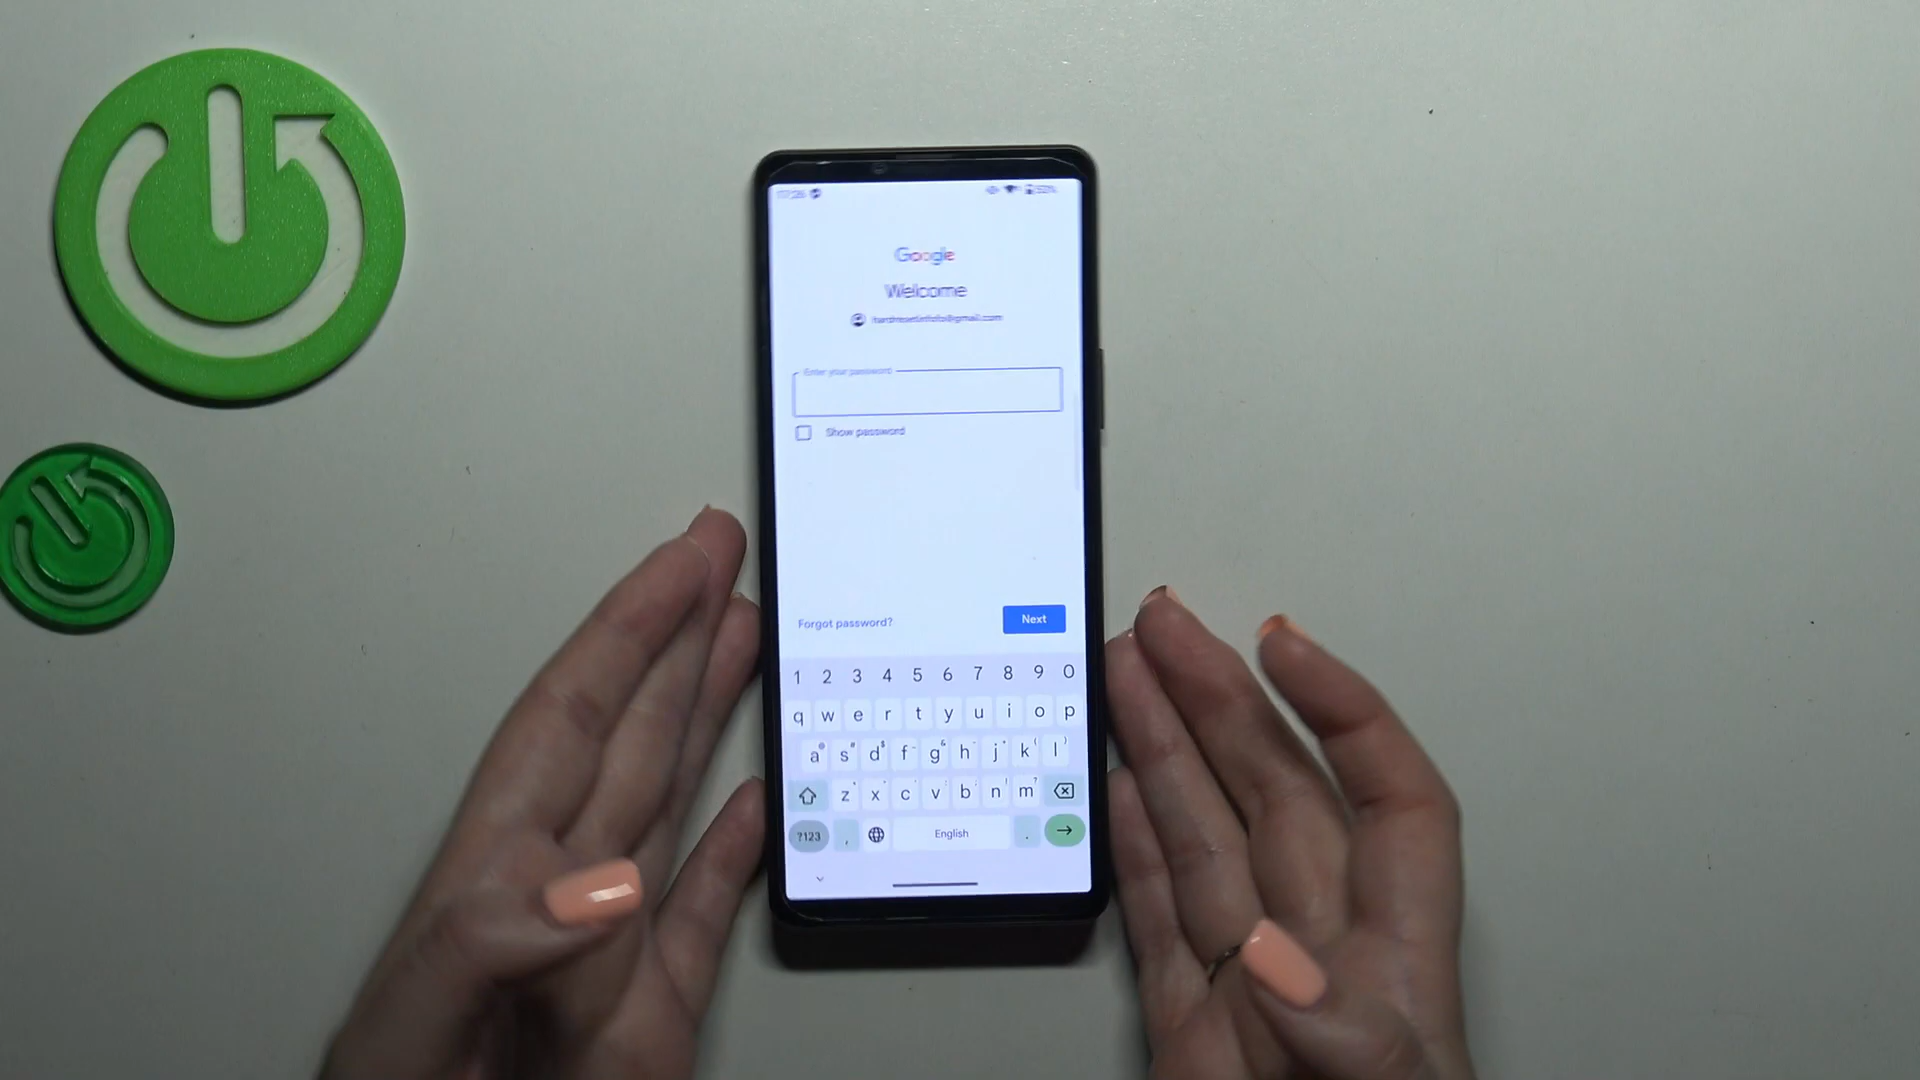 Google
Welcome
Enter your password
Show password
Forgot password?
Next
1 2 3 4 5 6 7 8 9 0
q w e r t y u i o p
a s d f g h j k l
z x c v b n m
?123 , English .